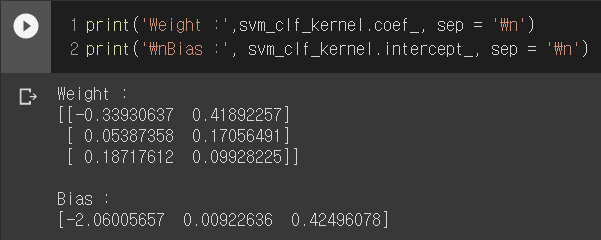 1 print('Weight :',svm_clf_kernel.coef_, sep = '₩n')
2 print('₩nBias :', svm_clf_kernel.intercept_, sep = '₩n')
Weight :
[[-0.33930637 0.41892257]
[ 0.05387358 0.17056491]
[ 0.18717612 0.09928225]]
Bias :
[-2.06005657 0.00922636 0.42496078]